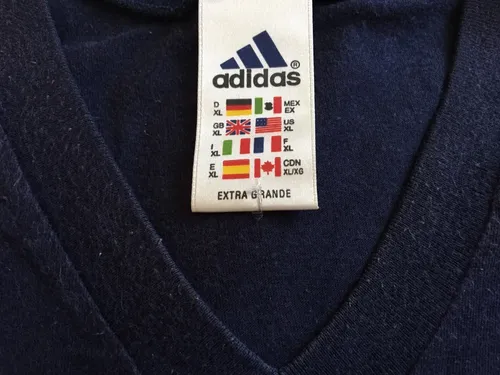 adidas®
D XL MEX EX
GB XL US XL
I XL F XL
E XL CDN XL/XG
EXTRA GRANDE